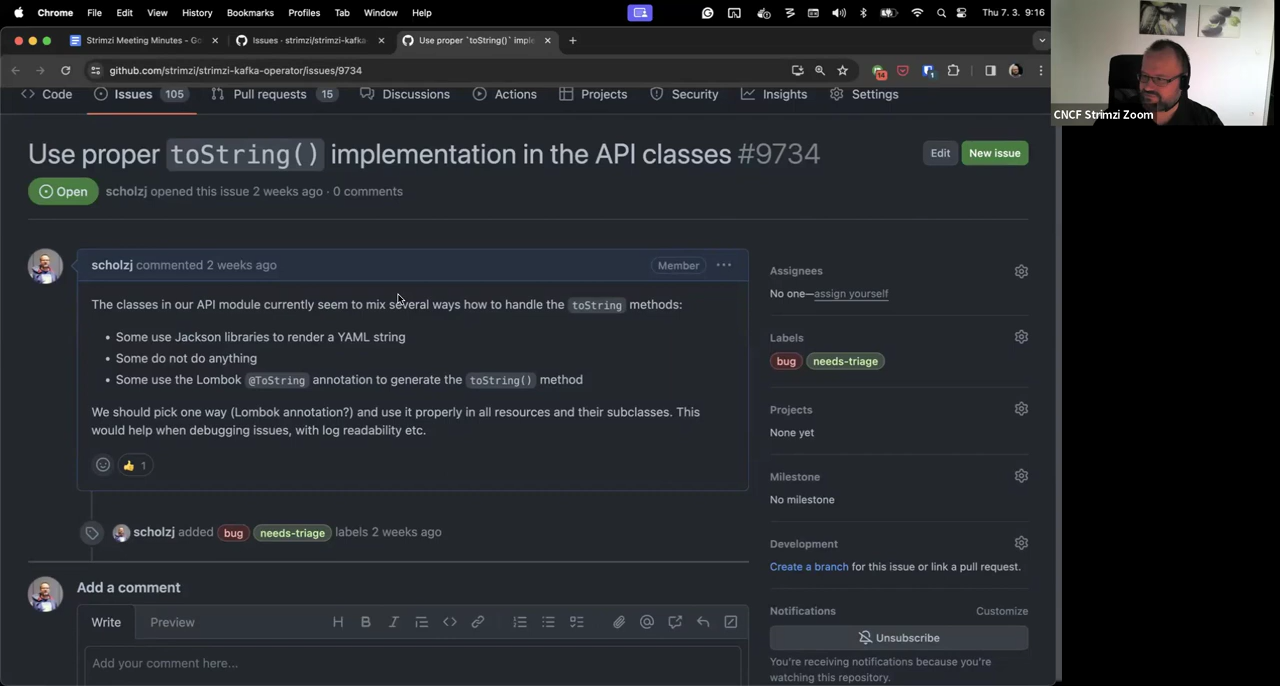 Chrome File Edit View History Bookmarks Profiles Tab Window Help Thu 7. 3. 9:16
Strimzi Meeting Minutes - Go Issues · strimzi/strimzi-kafka- Use proper `toString()` imple
github.com/strimzi/strimzi-kafka-operator/issues/9734
14 1
CNCF Strimzi Zoom
Code Issues 105 Pull requests 15 Discussions Actions Projects Security Insights Settings
Use proper toString() implementation in the API classes #9734
Edit New issue
Open scholzj opened this issue 2 weeks ago · 0 comments
scholzj commented 2 weeks ago Member
The classes in our API module currently seem to mix several ways how to handle the toString methods:
• Some use Jackson libraries to render a YAML string
• Some do not do anything
• Some use the Lombok @ToString annotation to generate the toString() method
We should pick one way (Lombok annotation?) and use it properly in all resources and their subclasses. This
would help when debugging issues, with log readability etc.
👍 1
scholzj added bug needs-triage labels 2 weeks ago
Add a comment
Write Preview
Add your comment here...
Assignees
No one—assign yourself
Labels
bug needs-triage
Projects
None yet
Milestone
No milestone
Development
Create a branch for this issue or link a pull request.
Notifications Customize
Unsubscribe
You're receiving notifications because you're
watching this repository.